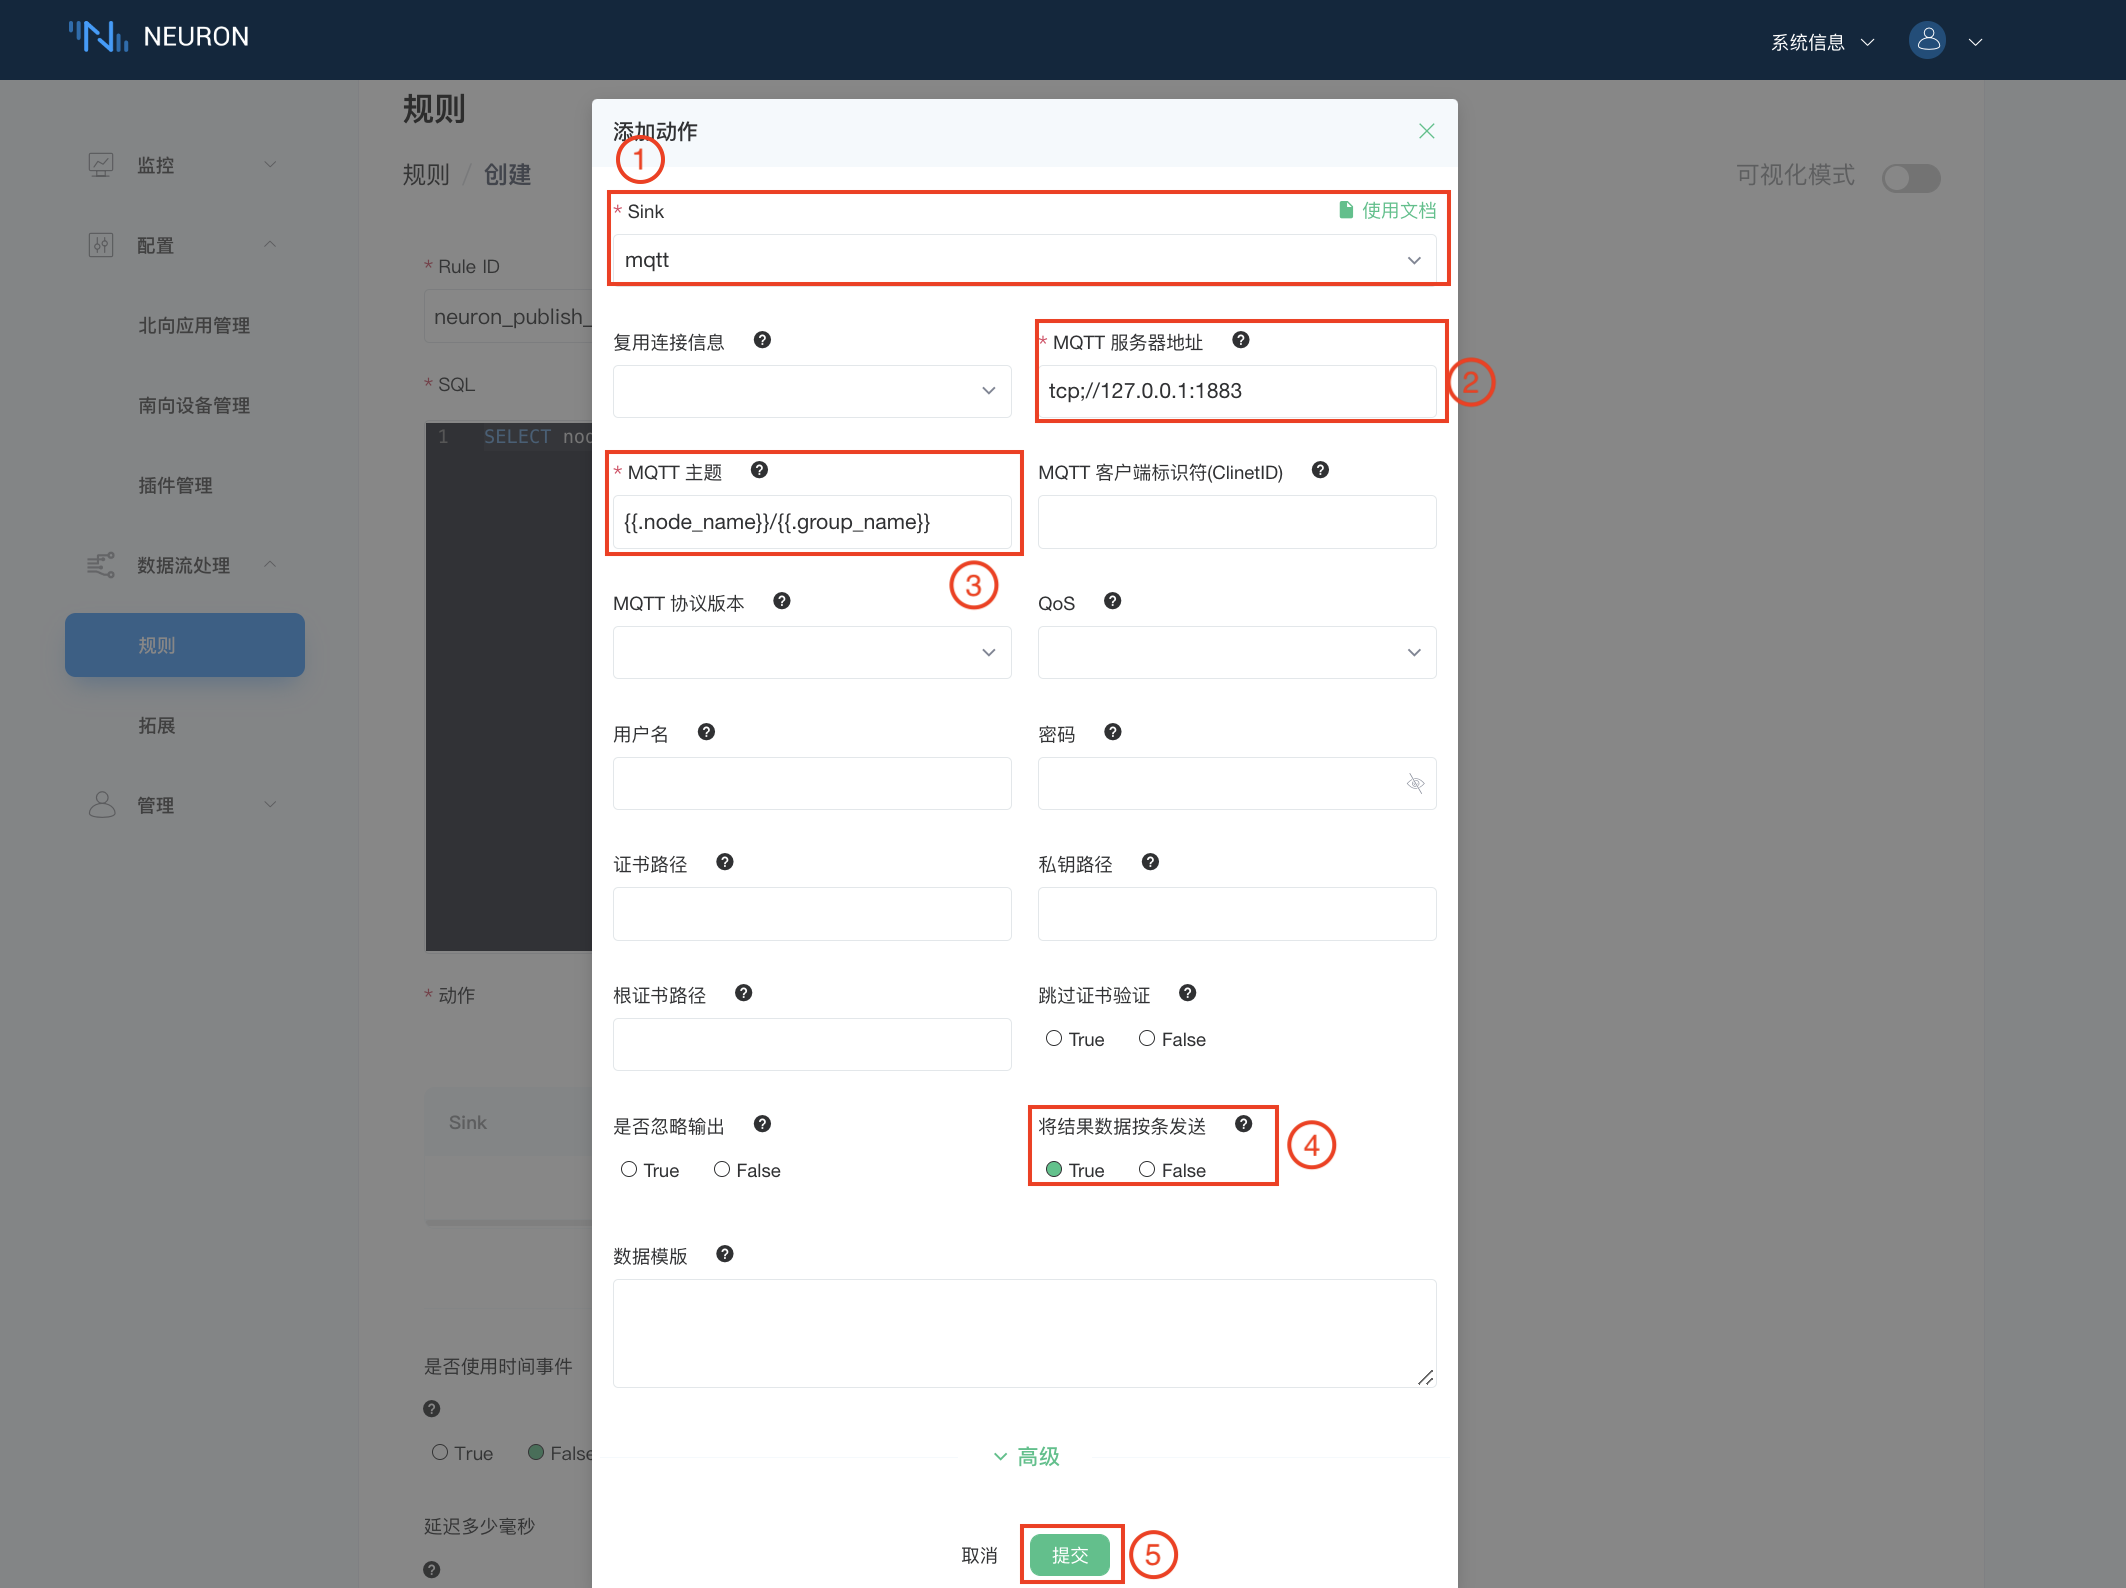 NEURON
系统信息
监控
配置
北向应用管理
南向设备管理
插件管理
数据流处理
规则
拓展
管理
规则
规则 / 创建
可视化模式
* Rule ID
neuron_publish_
* SQL
1 SELECT nod
* 动作
Sink
是否使用时间事件
True False
延迟多少毫秒
添加动作
1
* Sink
使用文档
mqtt
复用连接信息
* MQTT 服务器地址
tcp;//127.0.0.1:1883
2
* MQTT 主题
{{.node_name}}/{{.group_name}}
MQTT 客户端标识符(ClinetID)
3
MQTT 协议版本
QoS
用户名
密码
证书路径
私钥路径
根证书路径
跳过证书验证
True False
是否忽略输出
True False
将结果数据按条发送
True False
4
数据模版
高级
取消
提交
5